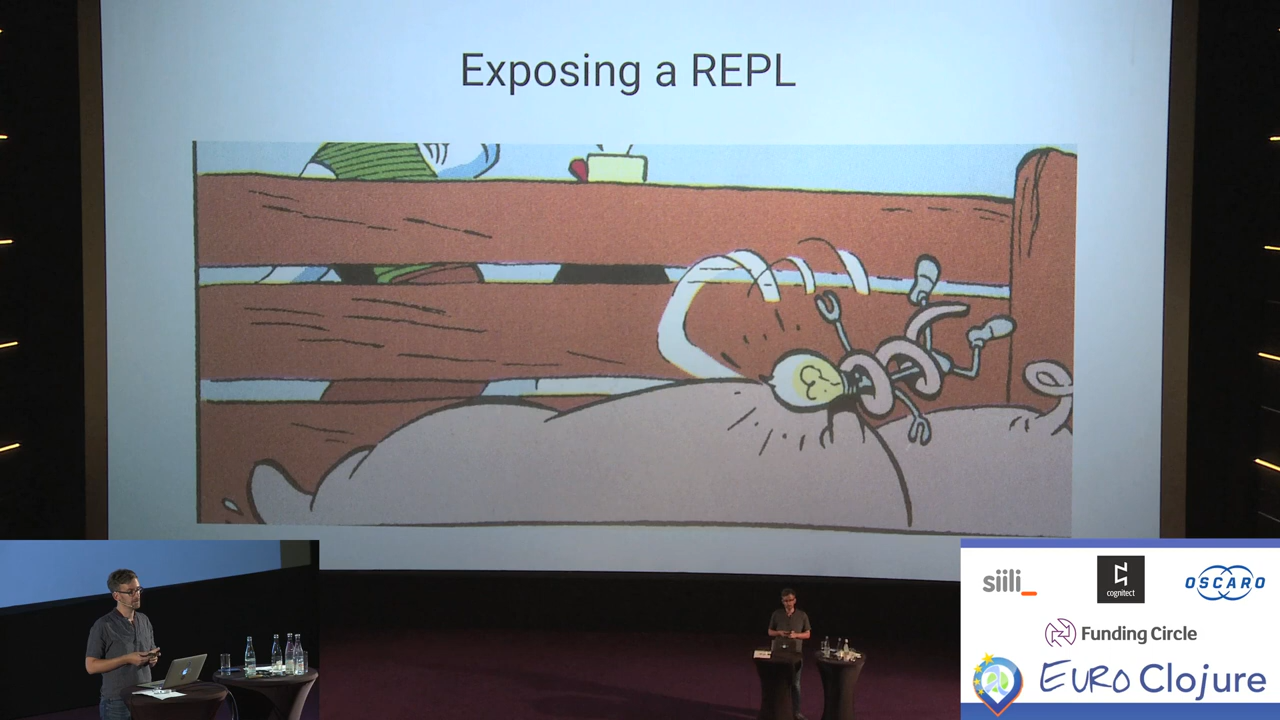 Exposing a REPL
siili_
cognitect
OSCARO
Funding Circle
EURO Clojure